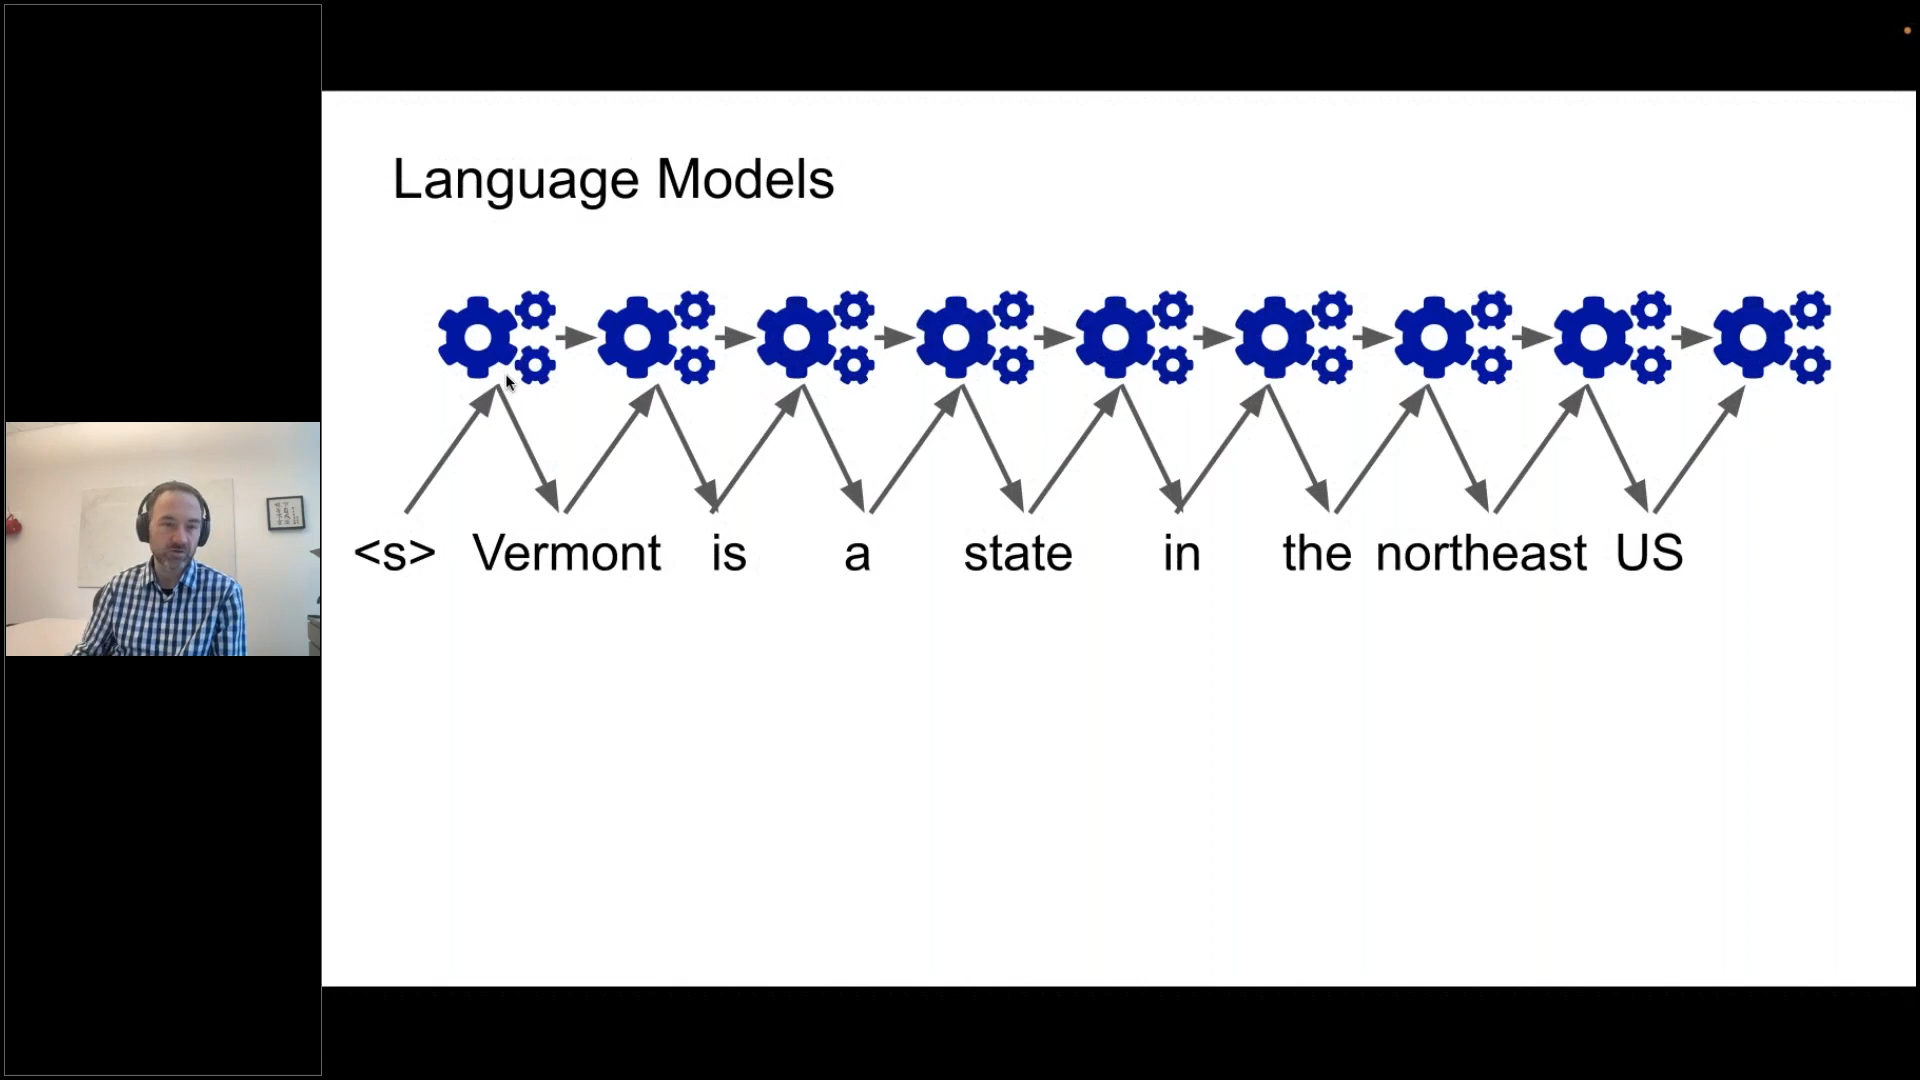 Language Models
<s> Vermont is a state in the northeast US